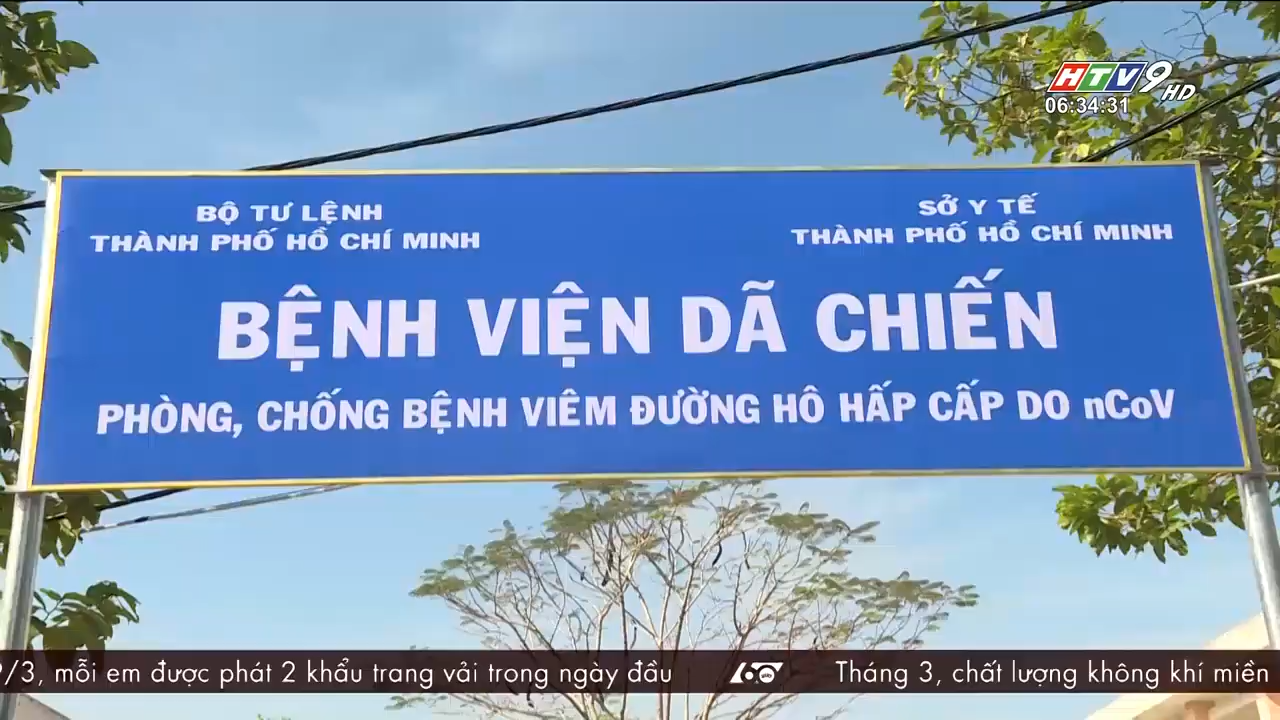 HTV9 HD
06:34:31
BỘ TƯ LỆNH
THÀNH PHỐ HỒ CHÍ MINH
SỞ Y TẾ
THÀNH PHỐ HỒ CHÍ MINH
BỆNH VIỆN DÃ CHIẾN
PHÒNG, CHỐNG BỆNH VIÊM ĐƯỜNG HÔ HẤP CẤP DO nCoV
/3, mỗi em được phát 2 khẩu trang vải trong ngày đầu
60 giây
Tháng 3, chất lượng không khí miền